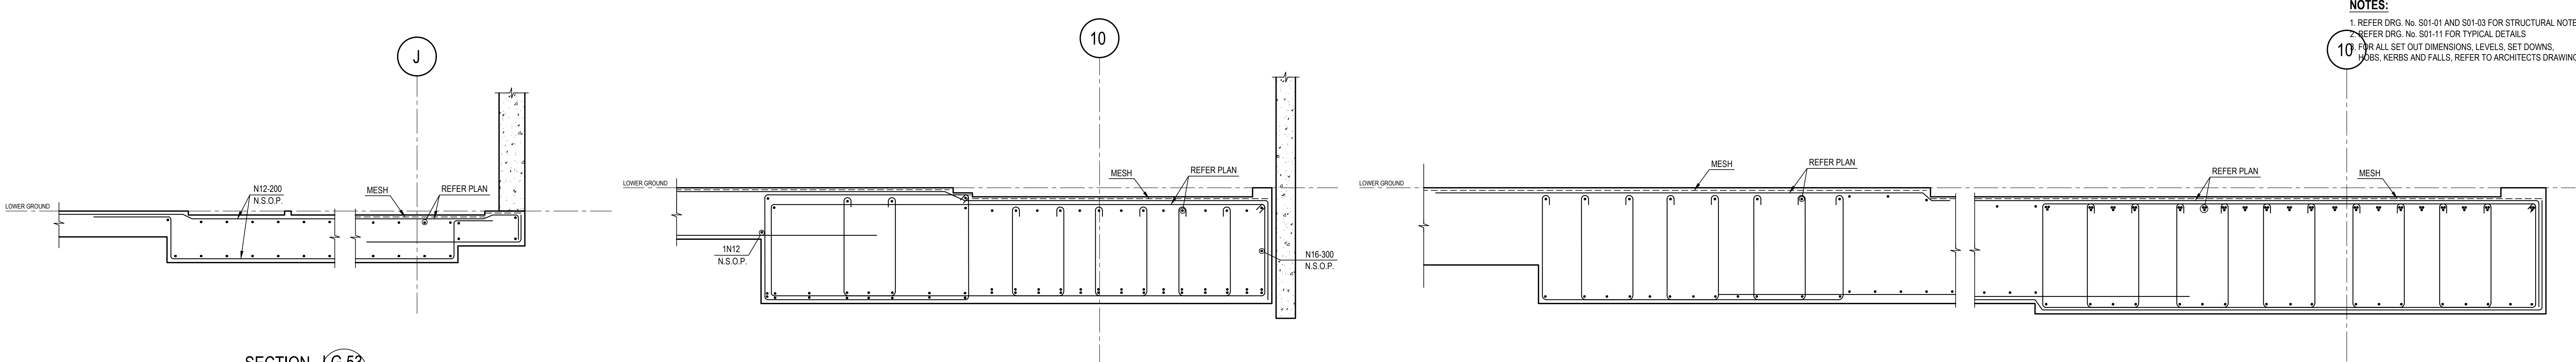 NOTES:
1. REFER DRG. No. S01-01 AND S01-03 FOR STRUCTURAL NOTE
2. REFER DRG. No. S01-11 FOR TYPICAL DETAILS
3. FOR ALL SET OUT DIMENSIONS, LEVELS, SET DOWNS,
HOBS, KERBS AND FALLS, REFER TO ARCHITECTS DRAWING
J
LOWER GROUND
N12-200
N.S.O.P.
MESH
REFER PLAN
SECTION LG 53
10
LOWER GROUND
1N12
N.S.O.P.
MESH
REFER PLAN
N16-300
N.S.O.P.
10
LOWER GROUND
MESH
REFER PLAN
REFER PLAN
MESH